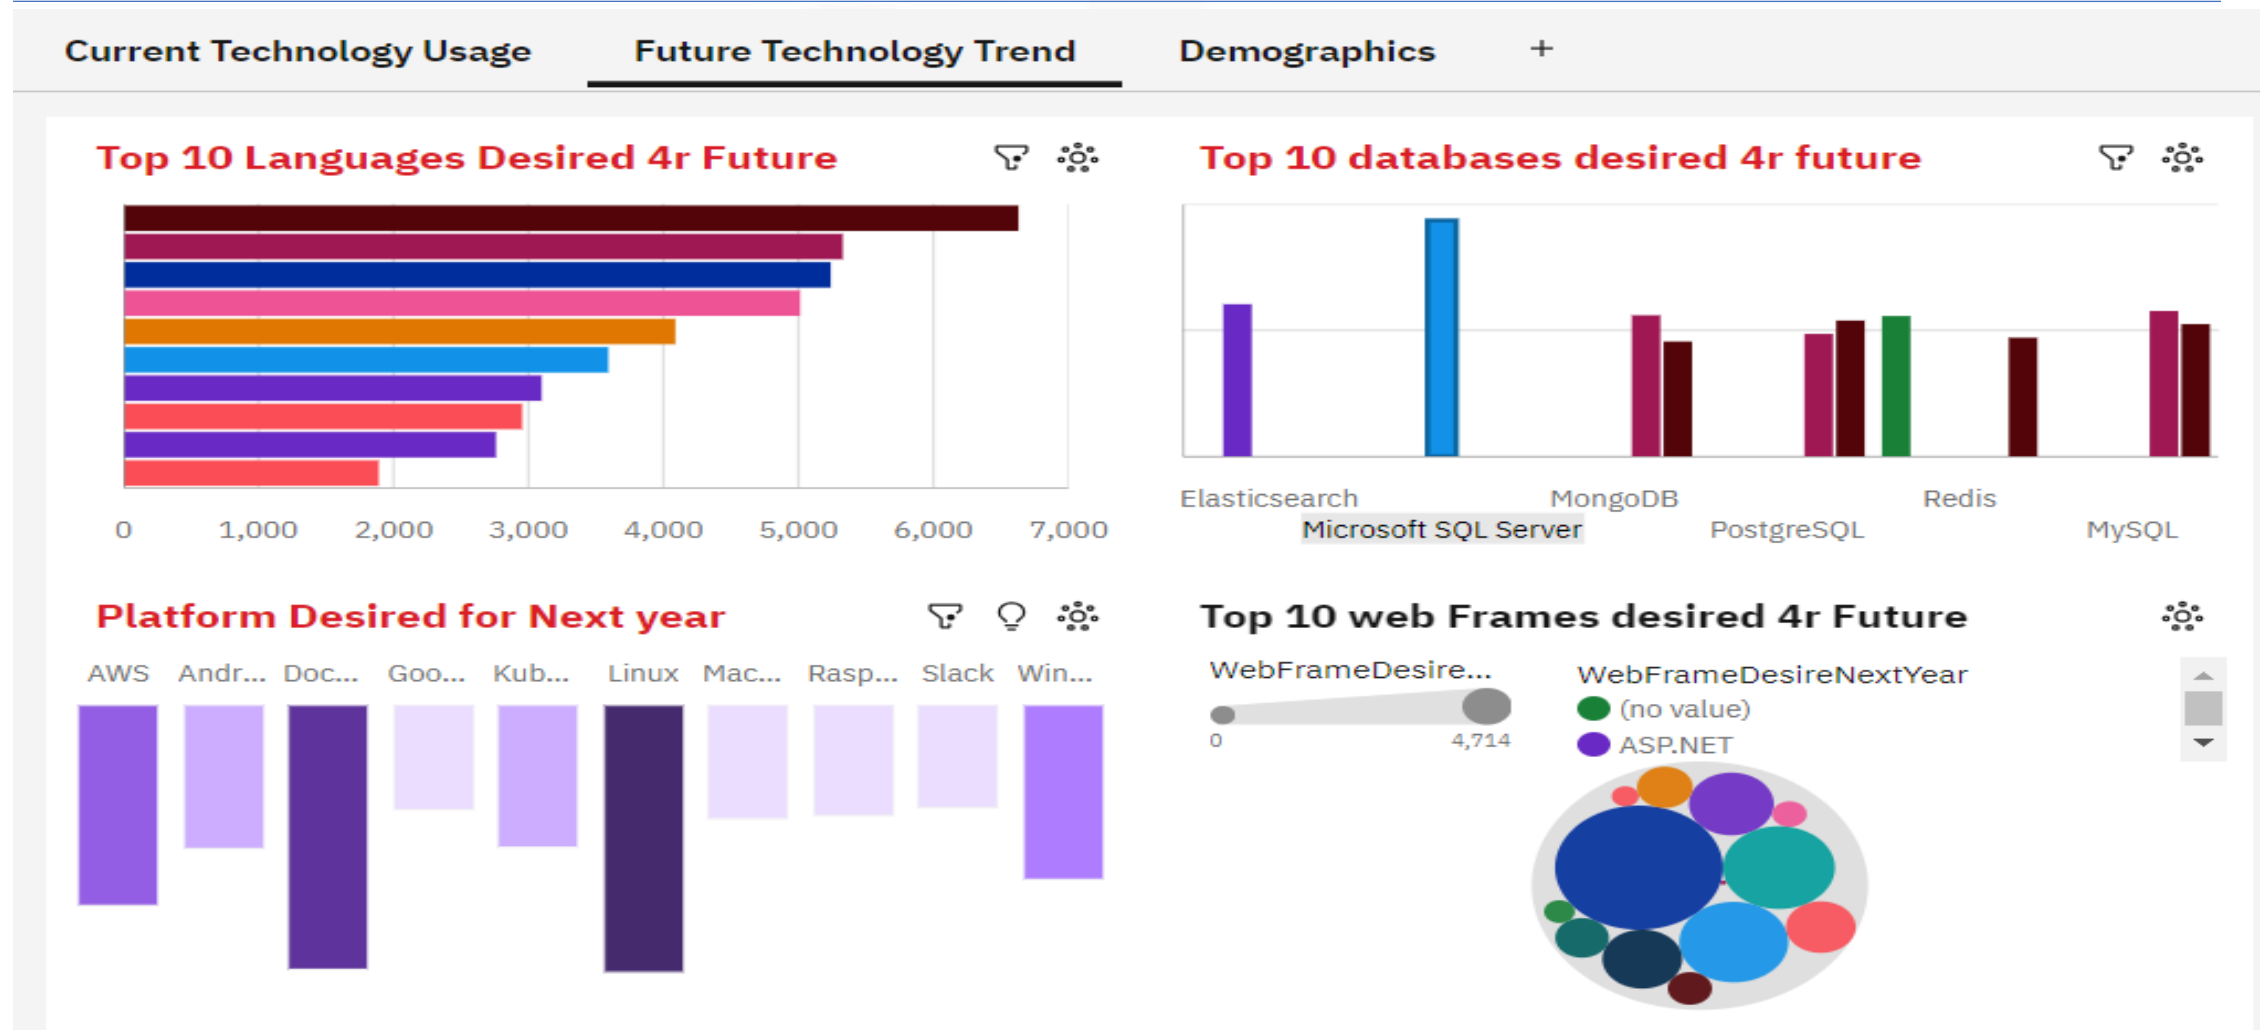 Current Technology Usage Future Technology Trend Demographics +
Top 10 Languages Desired 4r Future
0 1,000 2,000 3,000 4,000 5,000 6,000 7,000
Top 10 databases desired 4r future
Elasticsearch MongoDB Redis
Microsoft SQL Server PostgreSQL MySQL
Platform Desired for Next year
AWS Andr... Doc... Goo... Kub... Linux Mac... Rasp... Slack Win...
Top 10 web Frames desired 4r Future
WebFrameDesire...
0 4,714
WebFrameDesireNextYear
(no value)
ASP.NET